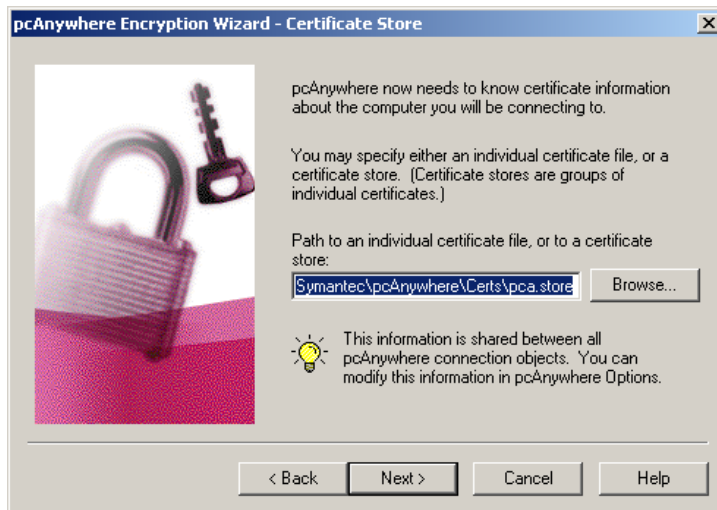 pcAnywhere Encryption Wizard - Certificate Store
pcAnywhere now needs to know certificate information
about the computer you will be connecting to.
You may specify either an individual certificate file, or a
certificate store. (Certificate stores are groups of
individual certificates.)
Path to an individual certificate file, or to a certificate
store:
Symantec\pcAnywhere\Certs\pca.store
Browse...
This information is shared between all
pcAnywhere connection objects. You can
modify this information in pcAnywhere Options.
< Back
Next >
Cancel
Help